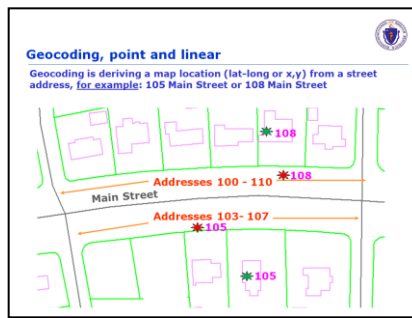 Geocoding, point and linear
Geocoding is deriving a map location (lat-long or x,y) from a street
address, for example: 105 Main Street or 108 Main Street
108
108
Addresses 100 - 110
Main Street
Addresses 103- 107
105
105